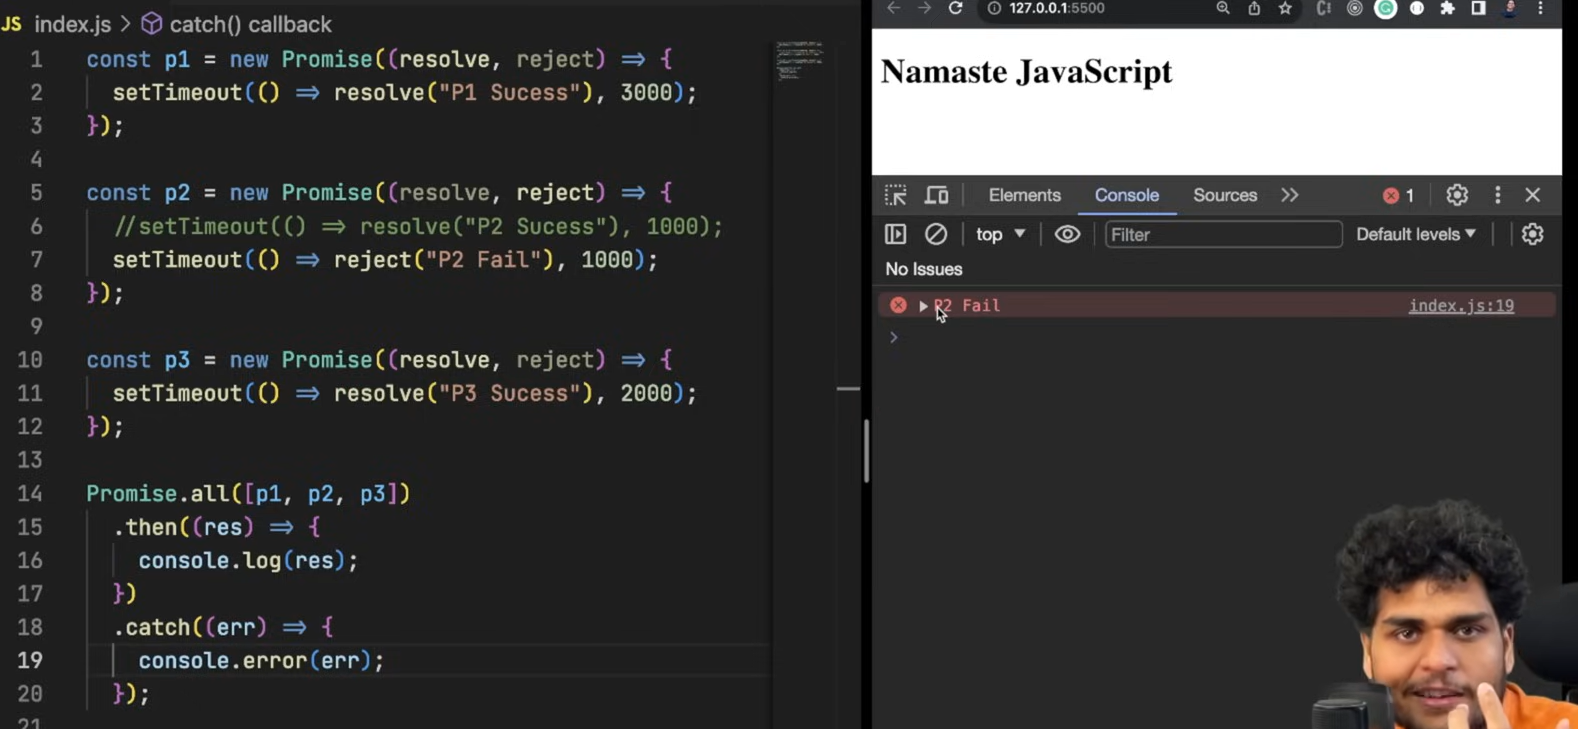 JS index.js > catch() callback
1 const p1 = new Promise((resolve, reject) => {
2 setTimeout(() => resolve("P1 Sucess"), 3000);
3 });
4
5 const p2 = new Promise((resolve, reject) => {
6 //setTimeout(() => resolve("P2 Sucess"), 1000);
7 setTimeout(() => reject("P2 Fail"), 1000);
8 });
9
10 const p3 = new Promise((resolve, reject) => {
11 setTimeout(() => resolve("P3 Sucess"), 2000);
12 });
13
14 Promise.all([p1, p2, p3])
15 .then((res) => {
16 console.log(res);
17 })
18 .catch((err) => {
19 console.error(err);
20 });
21
127.0.0.1:5500
Namaste JavaScript
Elements Console Sources >> 1
top Filter Default levels
No Issues
P2 Fail index.js:19
>